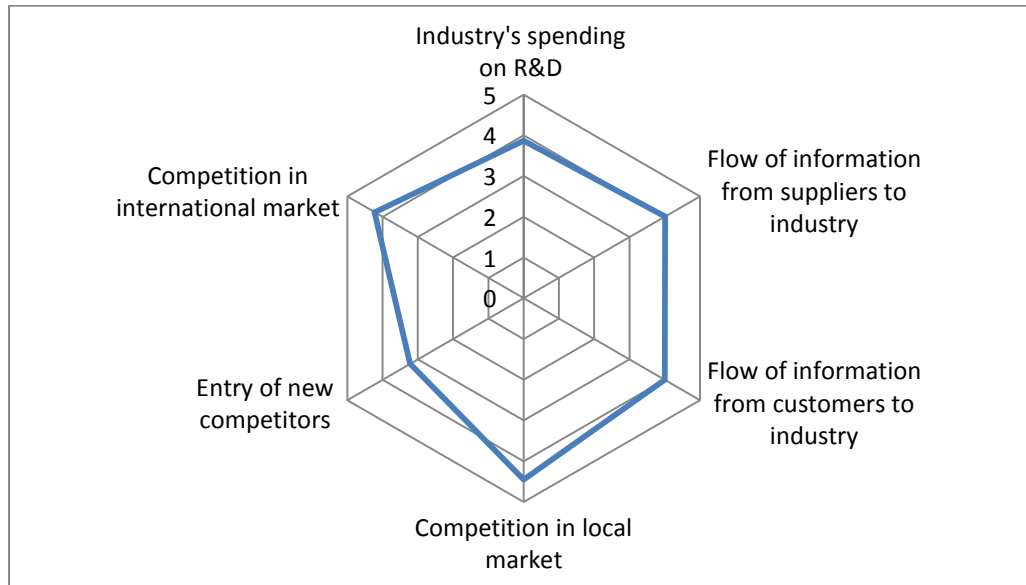 Industry's spending
on R&D
5
4
3
2
1
0
Flow of information
from suppliers to
industry
Flow of information
from customers to
industry
Competition in local
market
Entry of new
competitors
Competition in
international market